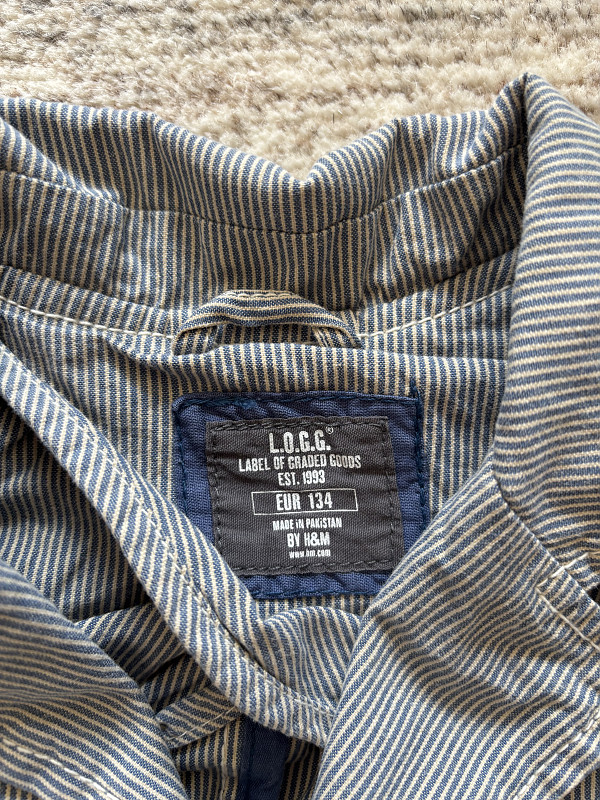 L.O.G.G.®
LABEL OF GRADED GOODS
EST. 1993
EUR 134
MADE IN PAKISTAN
BY H&M
www.hm.com